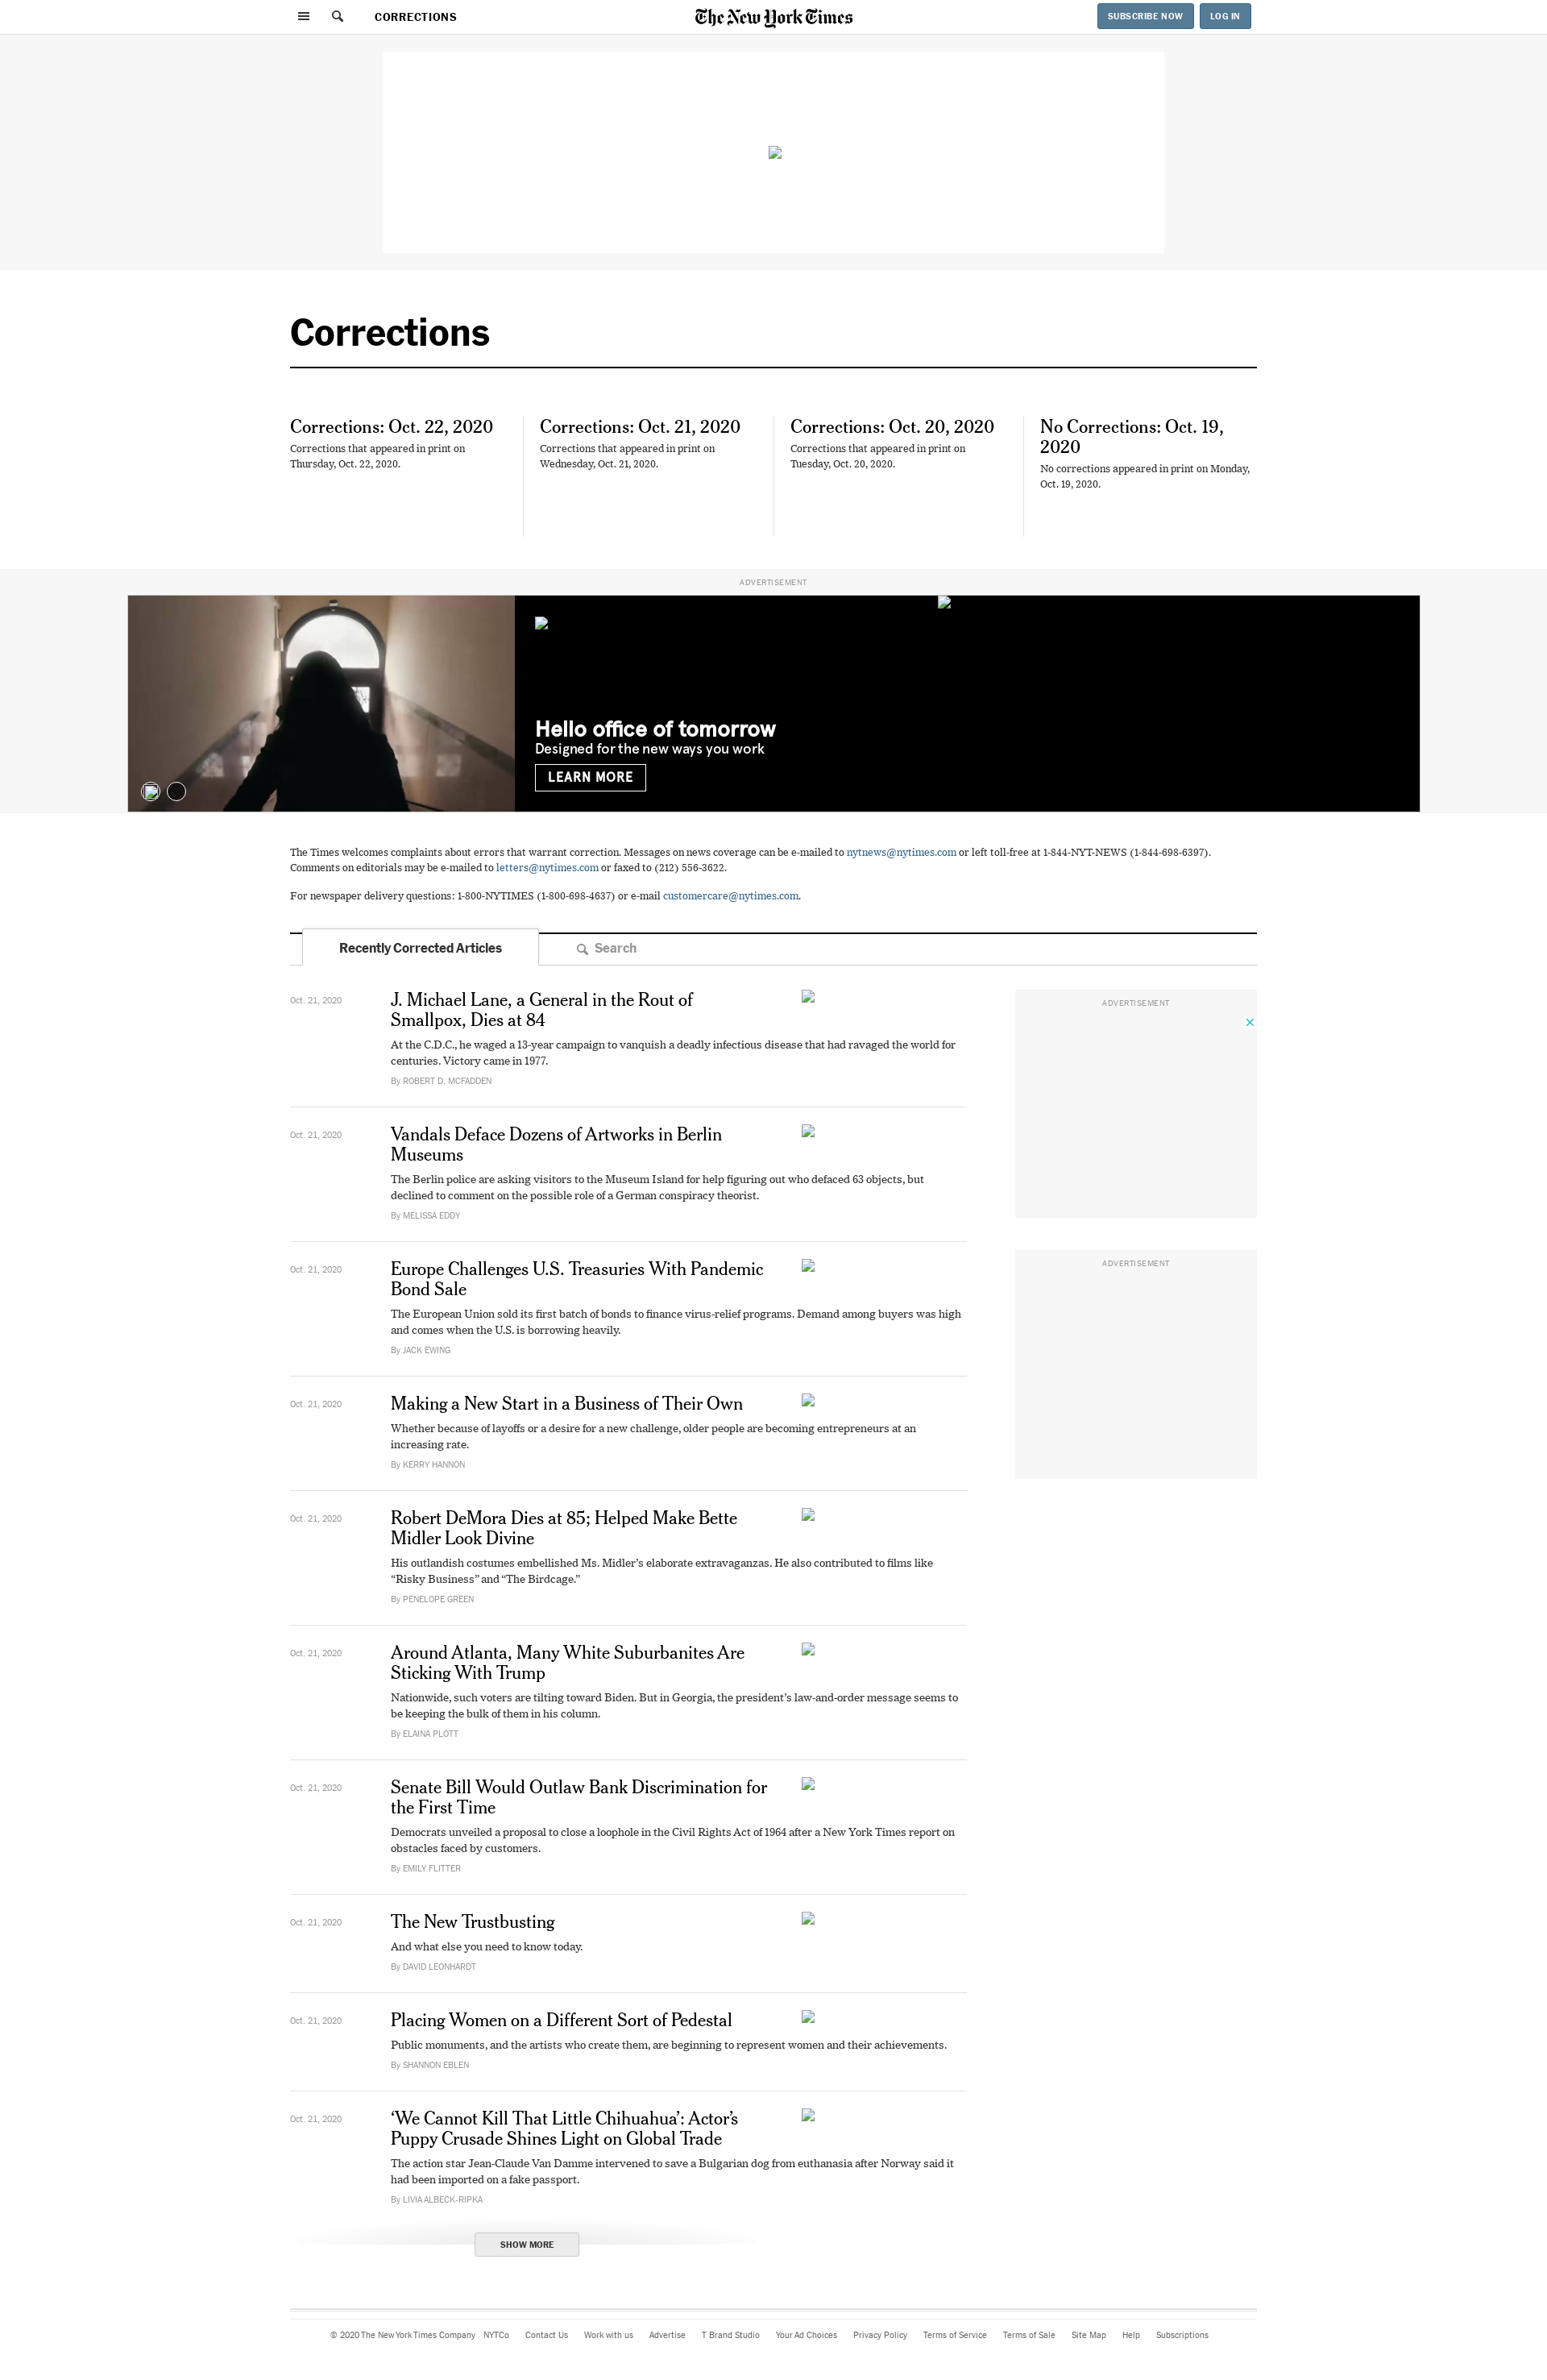 CORRECTIONS
The New York Times
SUBSCRIBE NOW
LOG IN
Corrections
Corrections: Oct. 22, 2020
Corrections that appeared in print on
Thursday, Oct. 22, 2020.
Corrections: Oct. 21, 2020
Corrections that appeared in print on
Wednesday, Oct. 21, 2020.
Corrections: Oct. 20, 2020
Corrections that appeared in print on
Tuesday, Oct. 20, 2020.
No Corrections: Oct. 19,
2020
No corrections appeared in print on Monday,
Oct. 19, 2020.
ADVERTISEMENT
Hello office of tomorrow
Designed for the new ways you work
LEARN MORE
The Times welcomes complaints about errors that warrant correction. Messages on news coverage can be e-mailed to nytnews@nytimes.com or left toll-free at 1-844-NYT-NEWS (1-844-698-6397).
Comments on editorials may be e-mailed to letters@nytimes.com or faxed to (212) 556-3622.
For newspaper delivery questions: 1-800-NYTIMES (1-800-698-4637) or e-mail customercare@nytimes.com.
Recently Corrected Articles
Search
Oct. 21, 2020
J. Michael Lane, a General in the Rout of
Smallpox, Dies at 84
At the C.D.C., he waged a 13-year campaign to vanquish a deadly infectious disease that had ravaged the world for
centuries. Victory came in 1977.
By ROBERT D. MCFADDEN
ADVERTISEMENT
Oct. 21, 2020
Vandals Deface Dozens of Artworks in Berlin
Museums
The Berlin police are asking visitors to the Museum Island for help figuring out who defaced 63 objects, but
declined to comment on the possible role of a German conspiracy theorist.
By MELISSA EDDY
ADVERTISEMENT
Oct. 21, 2020
Europe Challenges U.S. Treasuries With Pandemic
Bond Sale
The European Union sold its first batch of bonds to finance virus-relief programs. Demand among buyers was high
and comes when the U.S. is borrowing heavily.
By JACK EWING
Oct. 21, 2020
Making a New Start in a Business of Their Own
Whether because of layoffs or a desire for a new challenge, older people are becoming entrepreneurs at an
increasing rate.
By KERRY HANNON
Oct. 21, 2020
Robert DeMora Dies at 85; Helped Make Bette
Midler Look Divine
His outlandish costumes embellished Ms. Midler’s elaborate extravaganzas. He also contributed to films like
“Risky Business” and “The Birdcage.”
By PENELOPE GREEN
Oct. 21, 2020
Around Atlanta, Many White Suburbanites Are
Sticking With Trump
Nationwide, such voters are tilting toward Biden. But in Georgia, the president’s law-and-order message seems to
be keeping the bulk of them in his column.
By ELAINA PLOTT
Oct. 21, 2020
Senate Bill Would Outlaw Bank Discrimination for
the First Time
Democrats unveiled a proposal to close a loophole in the Civil Rights Act of 1964 after a New York Times report on
obstacles faced by customers.
By EMILY FLITTER
Oct. 21, 2020
The New Trustbusting
And what else you need to know today.
By DAVID LEONHARDT
Oct. 21, 2020
Placing Women on a Different Sort of Pedestal
Public monuments, and the artists who create them, are beginning to represent women and their achievements.
By SHANNON EBLEN
Oct. 21, 2020
‘We Cannot Kill That Little Chihuahua’: Actor’s
Puppy Crusade Shines Light on Global Trade
The action star Jean-Claude Van Damme intervened to save a Bulgarian dog from euthanasia after Norway said it
had been imported on a fake passport.
By LIVIA ALBECK-RIPKA
SHOW MORE
© 2020 The New York Times Company NYTCo Contact Us Work with us Advertise T Brand Studio Your Ad Choices Privacy Policy Terms of Service Terms of Sale Site Map Help Subscriptions